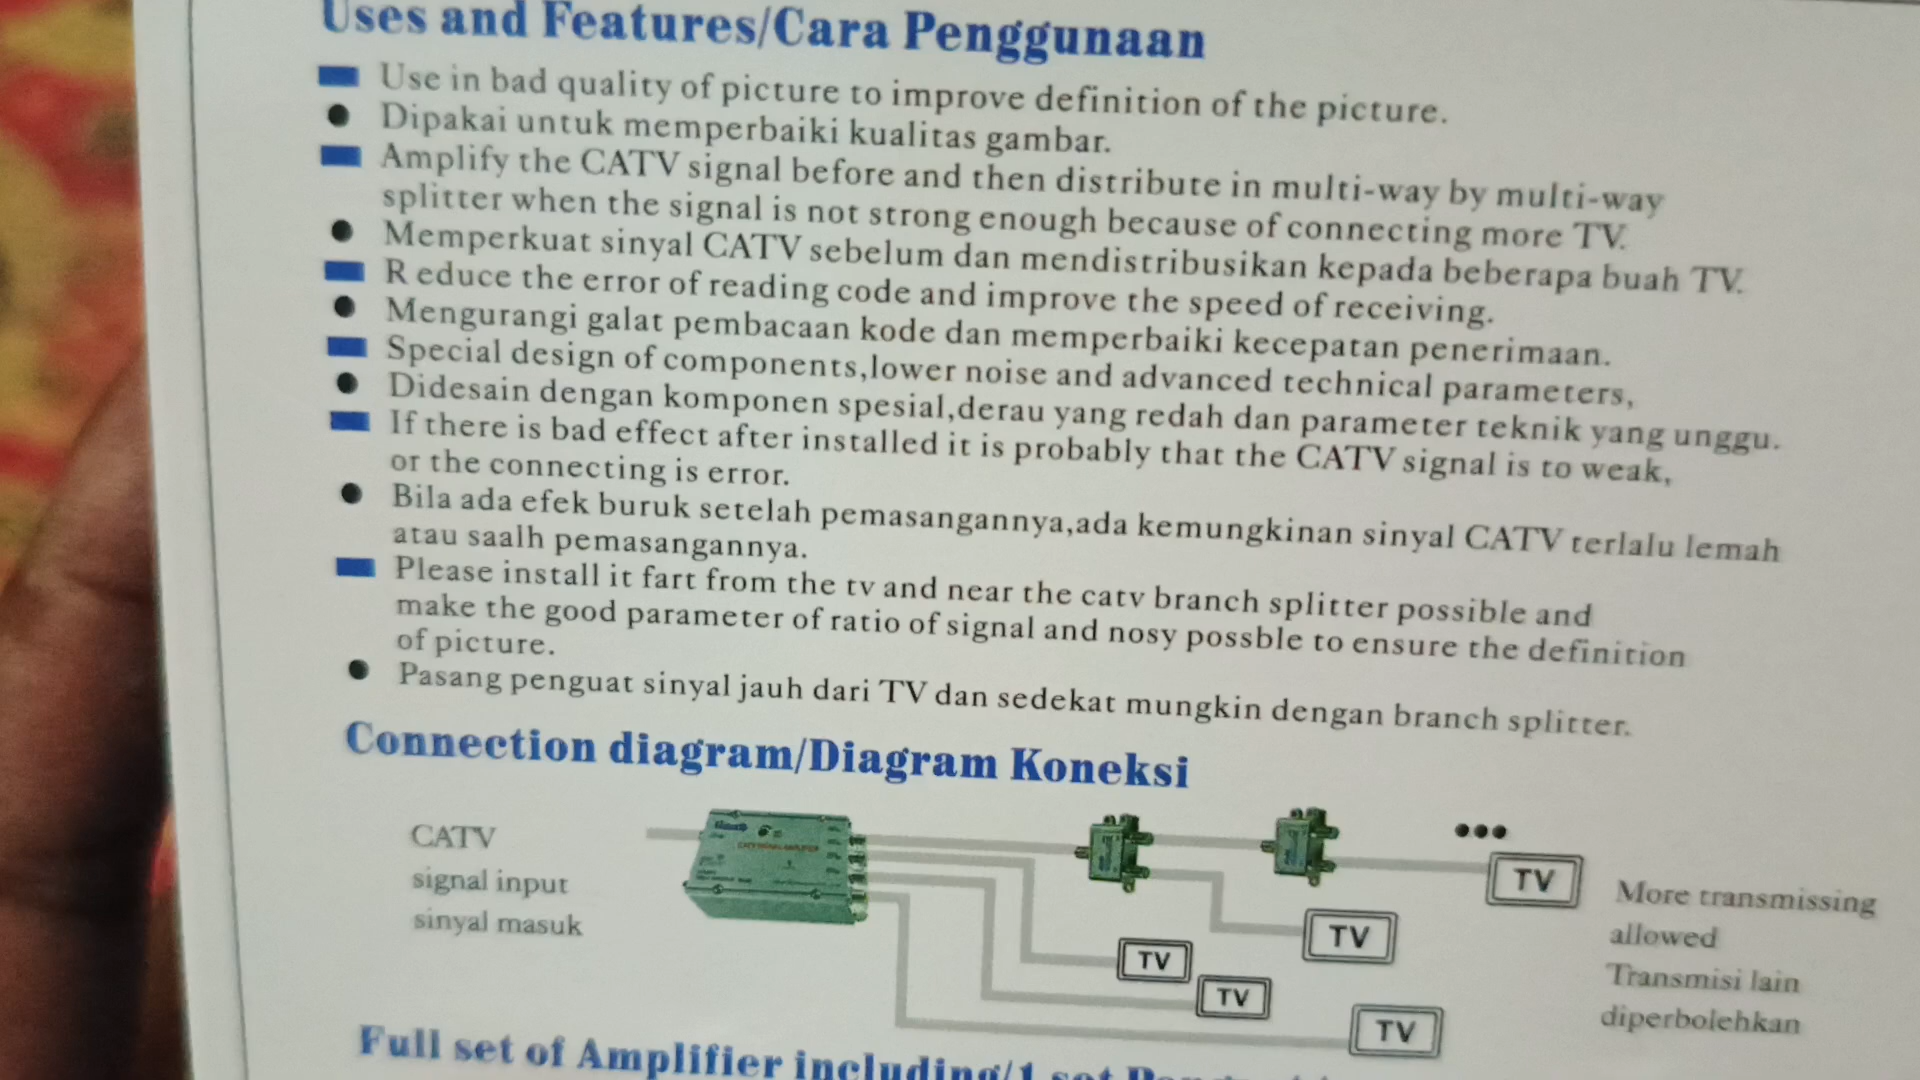 Uses and Features/Cara Penggunaan
Use in bad quality of picture to improve definition of the picture.
Dipakai untuk memperbaiki kualitas gambar.
Amplify the CATV signal before and then distribute in multi-way by multi-way
splitter when the signal is not strong enough because of connecting more TV.
Memperkuat sinyal CATV sebelum dan mendistribusikan kepada beberapa buah TV.
R educe the error of reading code and improve the speed of receiving.
Mengurangi galat pembacaan kode dan memperbaiki kecepatan penerimaan.
Special design of components,lower noise and advanced technical parameters,
Didesain dengan komponen spesial,derau yang redah dan parameter teknik yang unggu.
If there is bad effect after installed it is probably that the CATV signal is to weak,
or the connecting is error.
Bila ada efek buruk setelah pemasangannya,ada kemungkinan sinyal CATV terlalu lemah
atau saalh pemasangannya.
Please install it fart from the tv and near the catv branch splitter possible and
make the good parameter of ratio of signal and nosy possble to ensure the definition
of picture.
Pasang penguat sinyal jauh dari TV dan sedekat mungkin dengan branch splitter.
Connection diagram/Diagram Koneksi
CATV
signal input
sinyal masuk
CATV SIGNAL AMPLIFIER
TV
TV
TV
TV
TV
More transmissing
allowed
Transmisi lain
diperbolehkan
Full set of Amplifier including/1 set